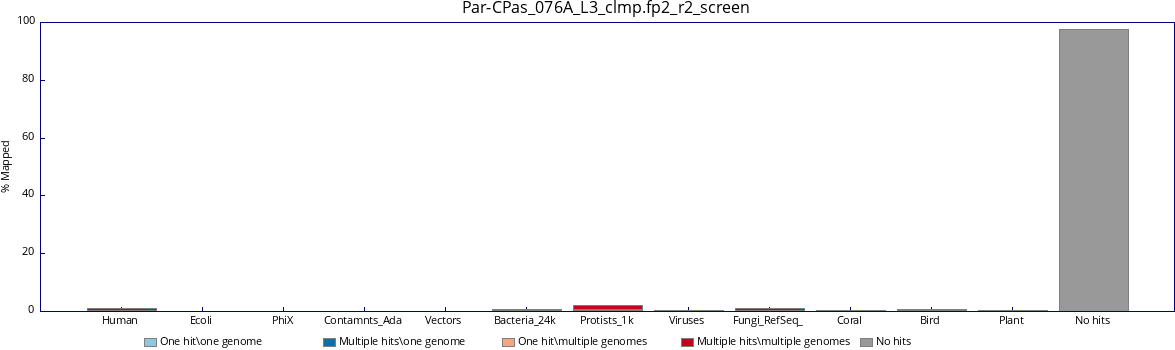 Par-CPas_076A_L3_clmp.fp2_r2_screen
100
80
60
40
20
0
% Mapped
Human Ecoli PhiX Contamnts_Ada Vectors Bacteria_24k Protists_1k Viruses Fungi_RefSeq_ Coral Bird Plant No hits
One hit\one genome Multiple hits\one genome One hit\multiple genomes Multiple hits\multiple genomes No hits